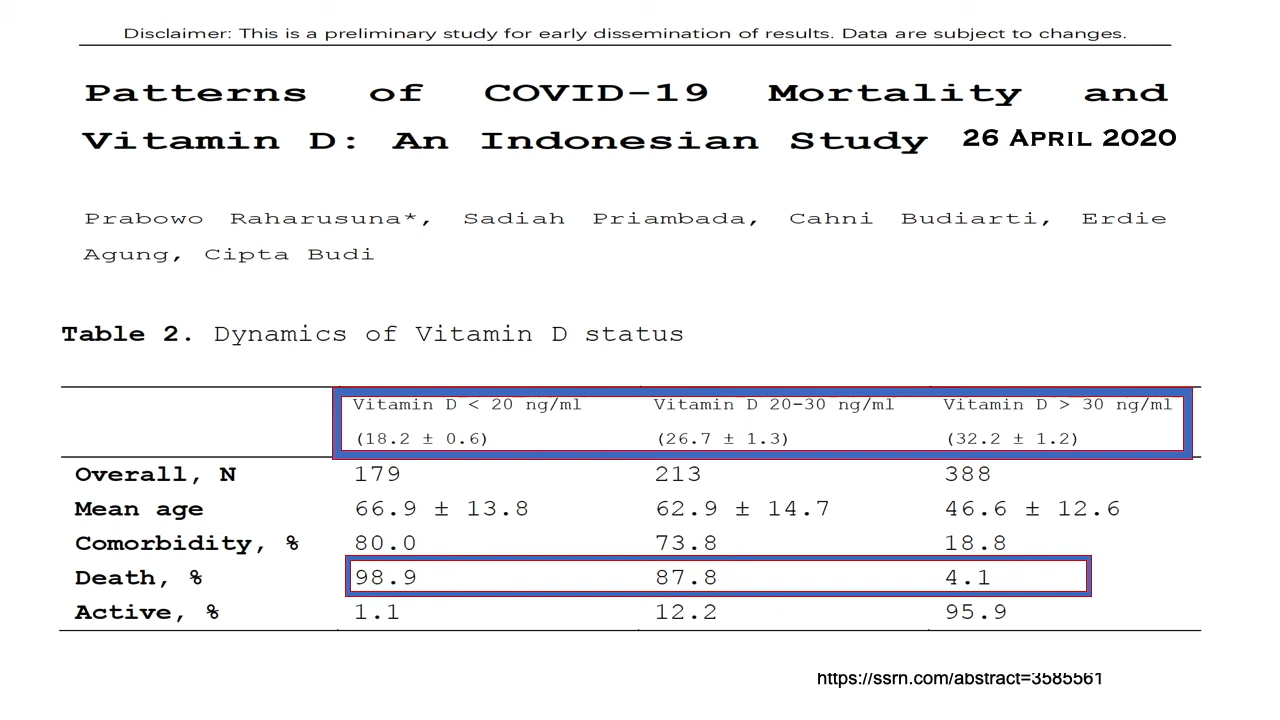 Disclaimer: This is a preliminary study for early dissemination of results. Data are subject to changes.
Patterns of COVID-19 Mortality and
Vitamin D: An Indonesian Study 26 APRIL 2020
Prabowo Raharusuna*, Sadiah Priambada, Cahni Budiarti, Erdie
Agung, Cipta Budi
Table 2. Dynamics of Vitamin D status
Vitamin D < 20 ng/ml Vitamin D 20-30 ng/ml Vitamin D > 30 ng/ml
(18.2 ± 0.6) (26.7 ± 1.3) (32.2 ± 1.2)
Overall, N 179 213 388
Mean age 66.9 ± 13.8 62.9 ± 14.7 46.6 ± 12.6
Comorbidity, % 80.0 73.8 18.8
Death, % 98.9 87.8 4.1
Active, % 1.1 12.2 95.9
https://ssrn.com/abstract=3585561